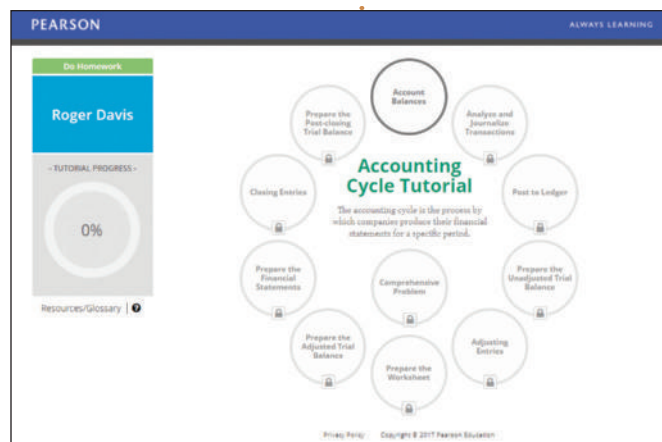 PEARSON
ALWAYS LEARNING
Do Homework
Roger Davis
- TUTORIAL PROGRESS -
0%
Resources/Glossary | ?
Account
Balances
Analyze and
Journalize
Transactions
Post to Ledger
Prepare the
Unadjusted Trial
Balance
Adjusting
Entries
Prepare the
Worksheet
Prepare the
Adjusted Trial
Balance
Prepare the
Financial
Statements
Closing Entries
Prepare the
Post-closing
Trial Balance
Accounting
Cycle Tutorial
The accounting cycle is the process by
which companies produce their financial
statements for a specific period.
Comprehensive
Problem
Privacy Policy Copyright © 2017 Pearson Education